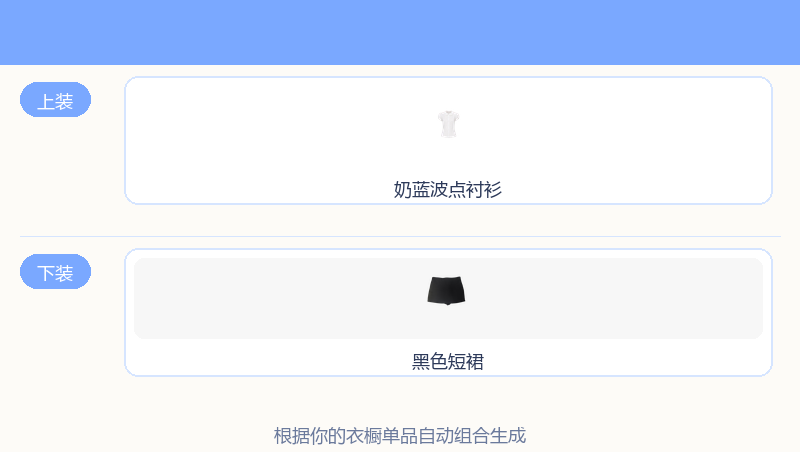 上装
奶蓝波点衬衫
下装
黑色短裙
根据你的衣橱单品自动组合生成